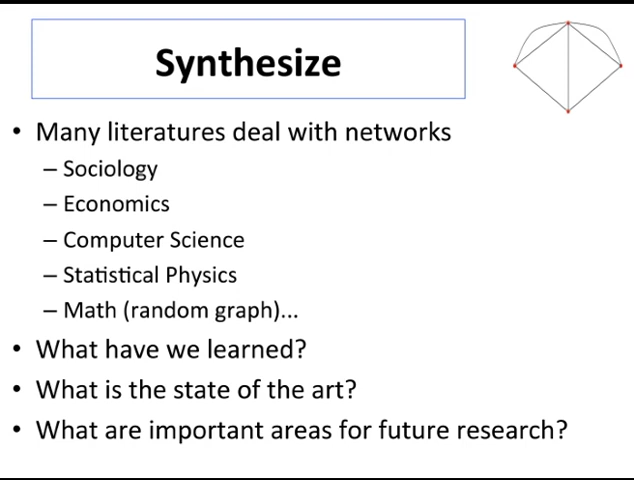 Synthesize
• Many literatures deal with networks
– Sociology
– Economics
– Computer Science
– Statistical Physics
– Math (random graph)...
• What have we learned?
• What is the state of the art?
• What are important areas for future research?